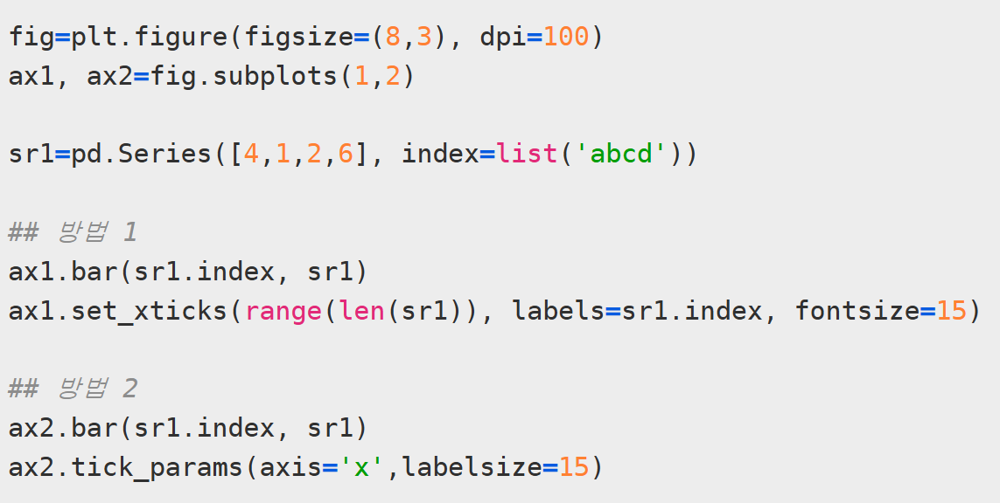 fig=plt.figure(figsize=(8,3), dpi=100)
ax1, ax2=fig.subplots(1,2)
sr1=pd.Series([4,1,2,6], index=list('abcd'))
## 방법 1
ax1.bar(sr1.index, sr1)
ax1.set_xticks(range(len(sr1)), labels=sr1.index, fontsize=15)
## 방법 2
ax2.bar(sr1.index, sr1)
ax2.tick_params(axis='x',labelsize=15)